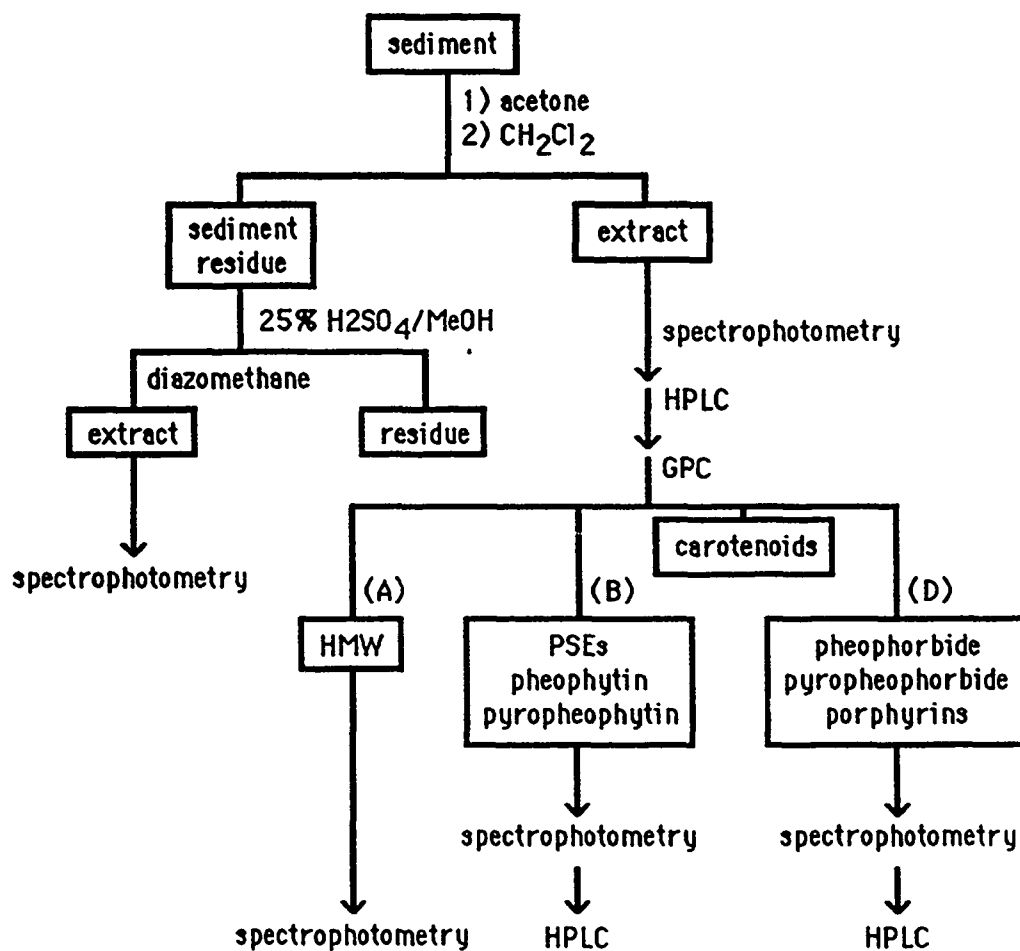 sediment
1) acetone
2) CH₂Cl₂
sediment
residue
extract
25% H2SO₄/MeOH
diazomethane
extract
residue
spectrophotometry
spectrophotometry
HPLC
GPC
carotenoids
(A)
(B)
(D)
HMW
PSEs
pheophytin
pyropheophytin
pheophorbide
pyropheophorbide
porphyrins
spectrophotometry
spectrophotometry
spectrophotometry
HPLC
HPLC